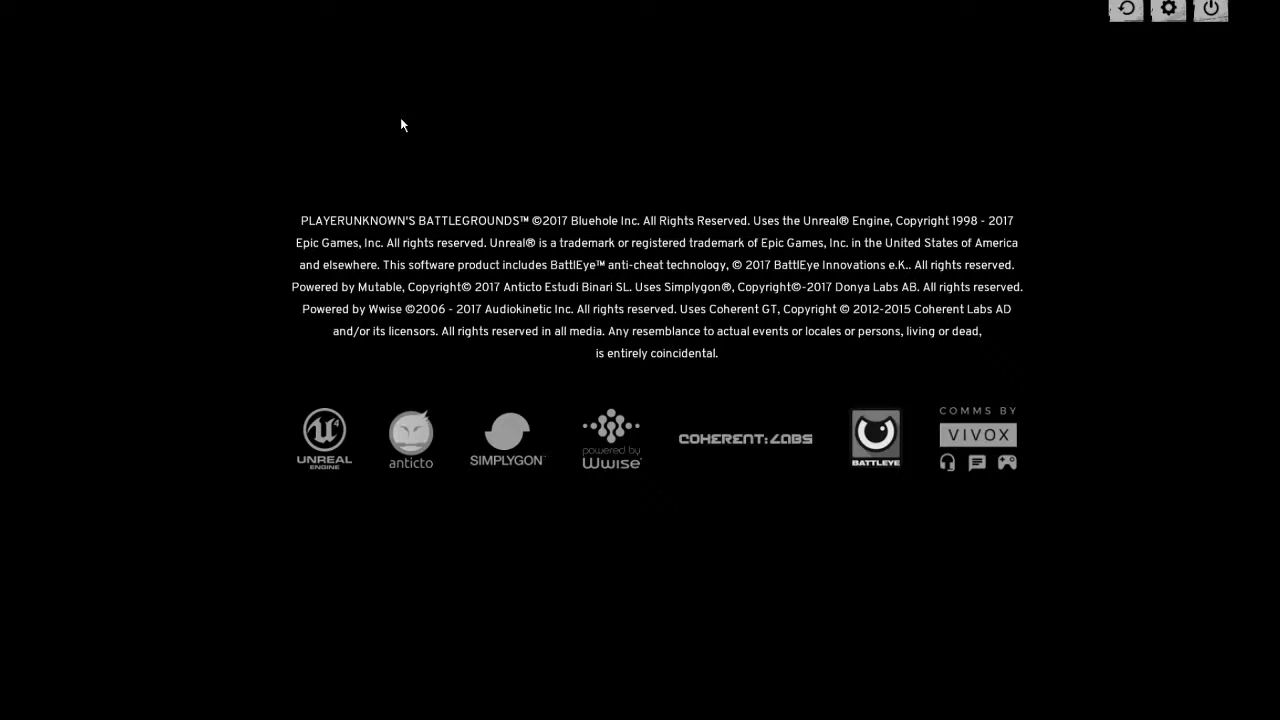 PLAYERUNKNOWN'S BATTLEGROUNDS™ ©2017 Bluehole Inc. All Rights Reserved. Uses the Unreal® Engine, Copyright 1998 - 2017
Epic Games, Inc. All rights reserved. Unreal® is a trademark or registered trademark of Epic Games, Inc. in the United States of America
and elsewhere. This software product includes BattlEye™ anti-cheat technology, © 2017 BattlEye Innovations e.K.. All rights reserved.
Powered by Mutable, Copyright© 2017 Anticto Estudi Binari SL. Uses Simplygon®, Copyright©-2017 Donya Labs AB. All rights reserved.
Powered by Wwise ©2006 - 2017 Audiokinetic Inc. All rights reserved. Uses Coherent GT, Copyright © 2012-2015 Coherent Labs AD
and/or its licensors. All rights reserved in all media. Any resemblance to actual events or locales or persons, living or dead,
is entirely coincidental.
UNREAL
ENGINE
anticto
SIMPLYGON™
powered by
Wwise
COHERENT:LABS
BATTLEYE
COMMS BY
VIVOX